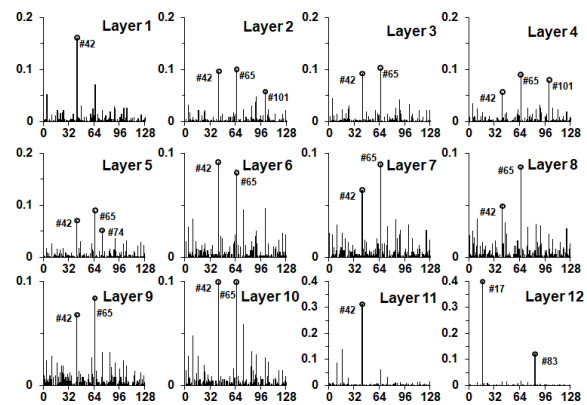 0.2 Layer 1 0.2 Layer 2 0.2 Layer 3 0.2 Layer 4
#42
0.1 #42 #65 0.1 #42 #65 0.1 #65
#101 #42 #101
0 0 0 0
0 32 64 96 128 0 32 64 96 128 0 32 64 96 128 0 32 64 96 128
0.2 Layer 5 0.1 Layer 6 0.1 Layer 7 0.1 Layer 8
#42 #65 #65 #65
0.1 #42 #65 #42 #42
#74
0 0 0 0
0 32 64 96 128 0 32 64 96 128 0 32 64 96 128 0 32 64 96 128
0.1 Layer 9 0.1 Layer 10 0.4 Layer 11 0.4 Layer 12
#42 #65 #42 #65 #42 #17
0.3 0.3
0.2 0.2
0.1 0.1 #83
0 0 0 0
0 32 64 96 128 0 32 64 96 128 0 32 64 96 128 0 32 64 96 128